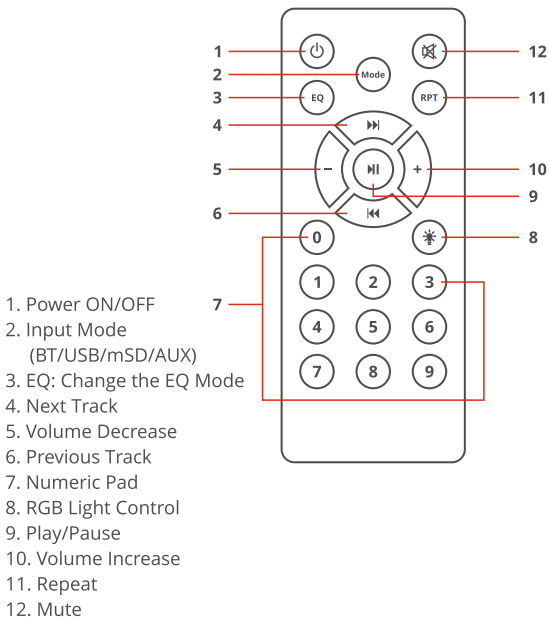 1
12
2
Mode
3
EQ
RPT
11
4
5
−
+
10
9
6
0
8
1
2
3
7
4
5
6
7
8
9
1. Power ON/OFF
2. Input Mode
(BT/USB/mSD/AUX)
3. EQ: Change the EQ Mode
4. Next Track
5. Volume Decrease
6. Previous Track
7. Numeric Pad
8. RGB Light Control
9. Play/Pause
10. Volume Increase
11. Repeat
12. Mute